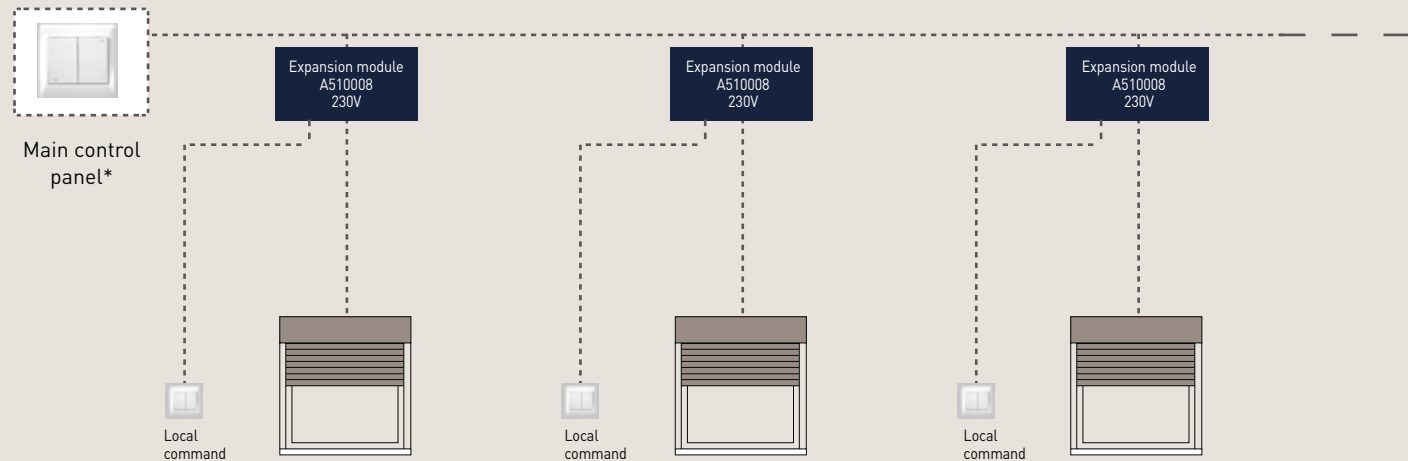 Main control
panel*
Expansion module
A510008
230V
Local
command
Expansion module
A510008
230V
Local
command
Expansion module
A510008
230V
Local
command